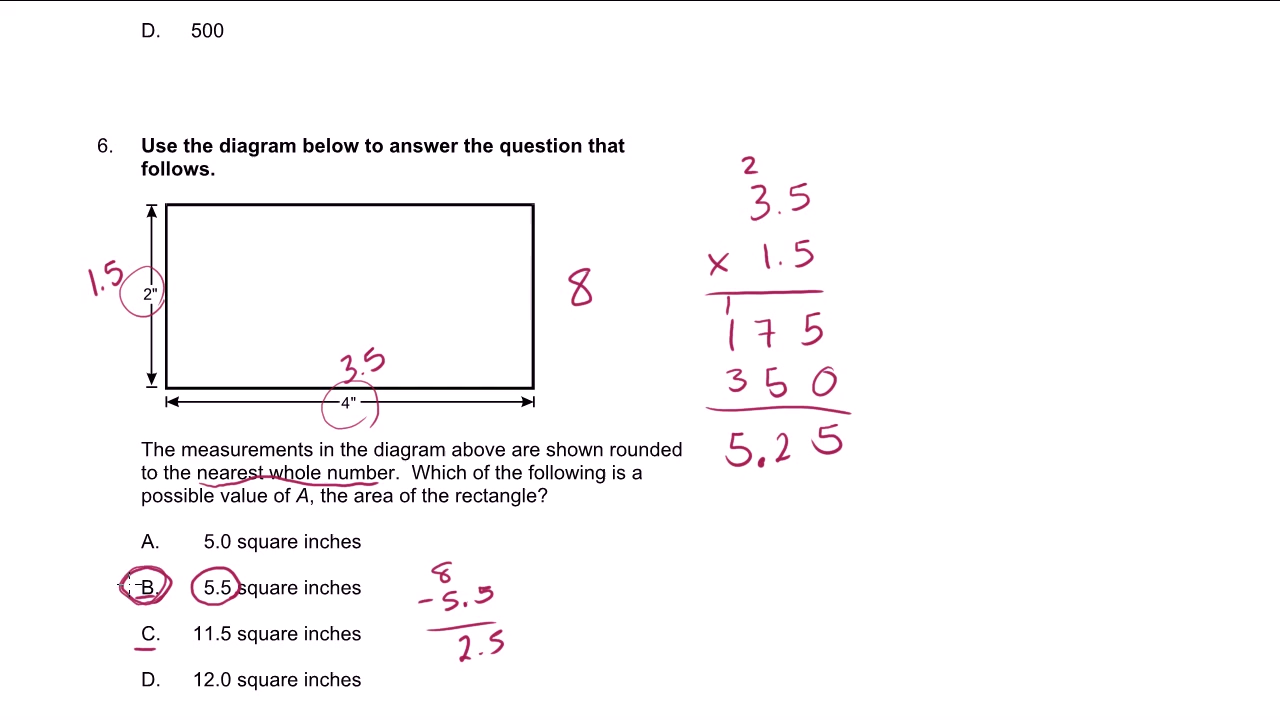 D. 500
6. Use the diagram below to answer the question that
follows.
1.5
2"
8
3.5
4"
2
3.5
x 1.5
1
175
350
5.25
The measurements in the diagram above are shown rounded
to the nearest whole number. Which of the following is a
possible value of A, the area of the rectangle?
A. 5.0 square inches
B. 5.5 square inches
C. 11.5 square inches
D. 12.0 square inches
8
-5.5
2.5